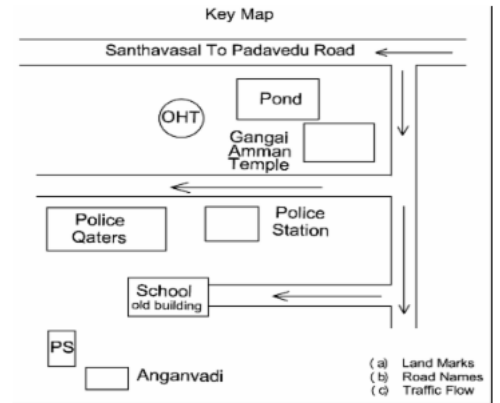 Key Map
Santhavasal To Padavedu Road
Pond
OHT
Gangai
Amman
Temple
Police
Qaters
Police
Station
School
old building
PS
Anganvadi
(a) Land Marks
(b) Road Names
(c) Traffic Flow